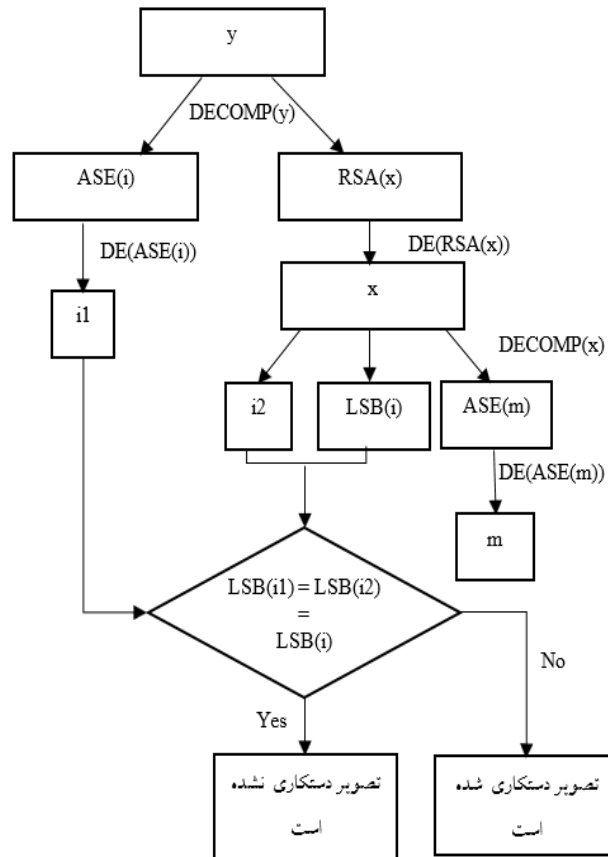 y
DECOMP(y)
ASE(i)
RSA(x)
DE(ASE(i))
DE(RSA(x))
i1
x
DECOMP(x)
i2
LSB(i)
ASE(m)
DE(ASE(m))
m
LSB(i1) = LSB(i2)
=
LSB(i)
No
Yes
تصویر دستکاری نشده
است
تصویر دستکاری شده
است